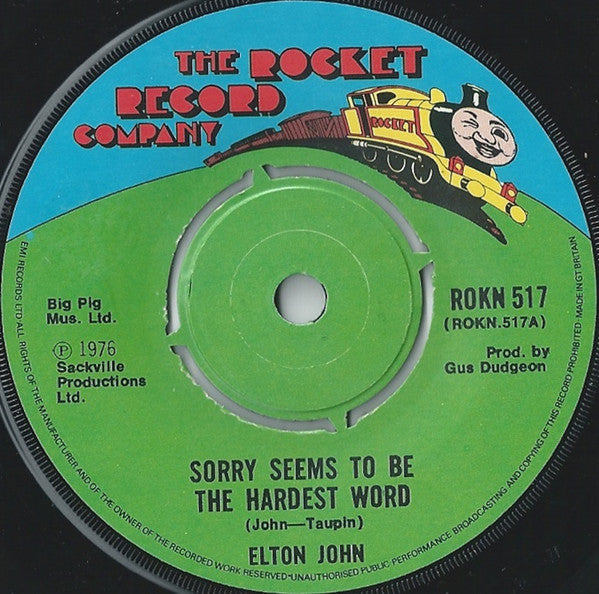 THE ROCKET
RECORD
COMPANY
ROCKET
Big Pig
Mus. Ltd.
℗ 1976
Sackville
Productions
Ltd.
ROKN 517
(ROKN.517A)
Prod. by
Gus Dudgeon
SORRY SEEMS TO BE
THE HARDEST WORD
(John—Taupin)
ELTON JOHN
EMI RECORDS LTD·ALL RIGHTS OF THE MANUFACTURER AND OF THE OWNER OF THE RECORDED WORK RESERVED·UNAUTHORISED PUBLIC PERFORMANCE BROADCASTING AND COPYING OF THIS RECORD PROHIBITED·MADE IN GT BRITAIN